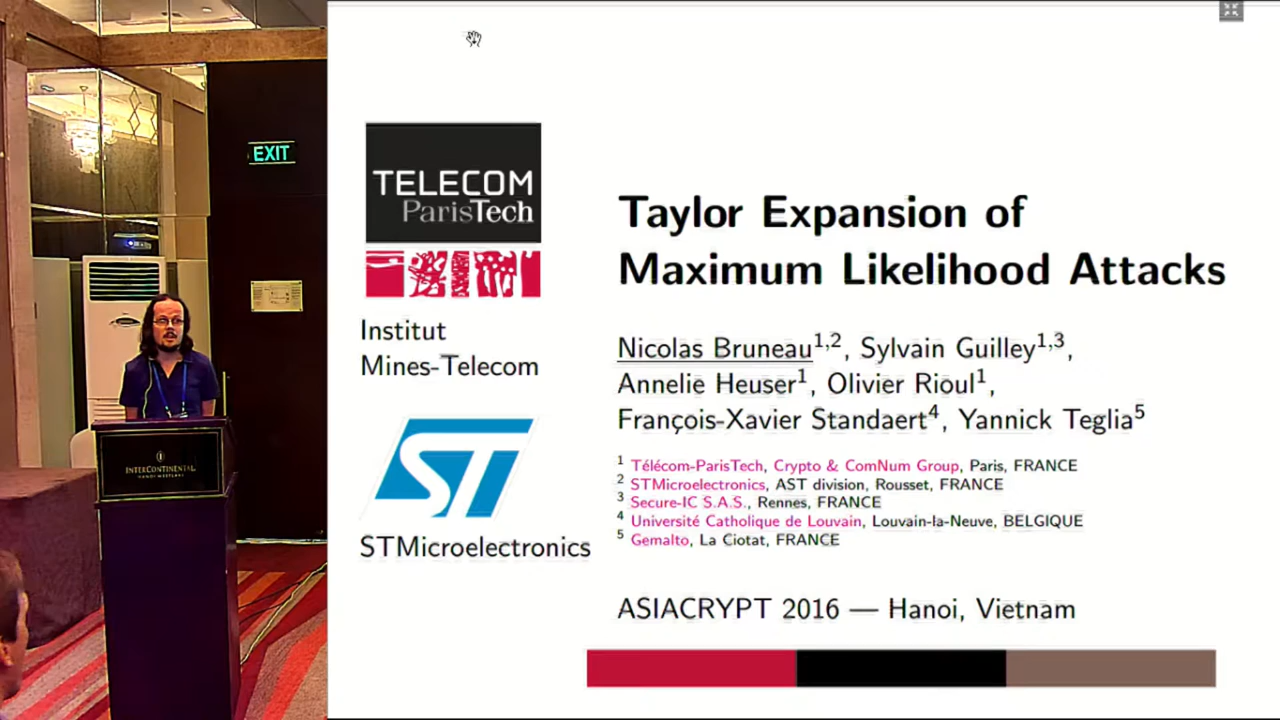 EXIT
INTERCONTINENTAL
TELECOM
ParisTech
Institut
Mines-Telecom
ST
STMicroelectronics
Taylor Expansion of
Maximum Likelihood Attacks
Nicolas Bruneau1,2, Sylvain Guilley1,3,
Annelie Heuser1, Olivier Rioul1,
François-Xavier Standaert4, Yannick Teglia5
1 Télécom-ParisTech, Crypto & ComNum Group, Paris, FRANCE
2 STMicroelectronics, AST division, Rousset, FRANCE
3 Secure-IC S.A.S., Rennes, FRANCE
4 Université Catholique de Louvain, Louvain-la-Neuve, BELGIQUE
5 Gemalto, La Ciotat, FRANCE
ASIACRYPT 2016 — Hanoi, Vietnam